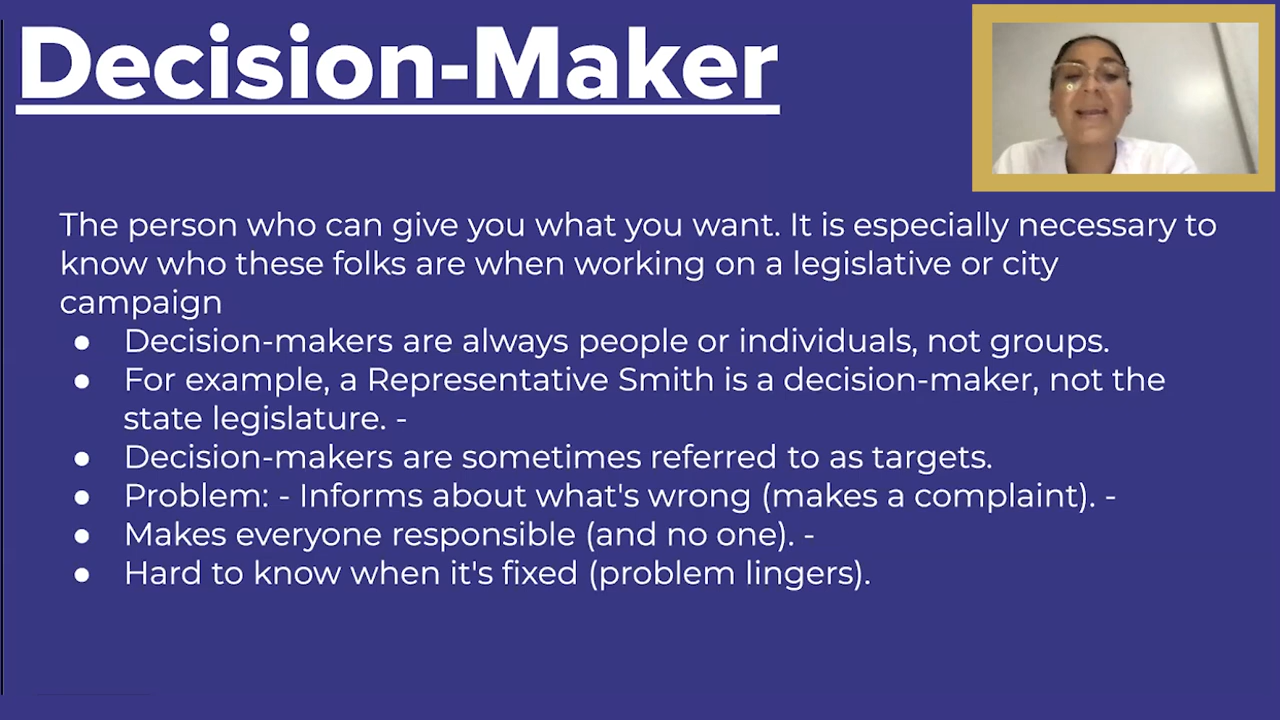 Decision-Maker
The person who can give you what you want. It is especially necessary to
know who these folks are when working on a legislative or city
campaign
● Decision-makers are always people or individuals, not groups.
● For example, a Representative Smith is a decision-maker, not the
state legislature. -
● Decision-makers are sometimes referred to as targets.
● Problem: - Informs about what's wrong (makes a complaint). -
● Makes everyone responsible (and no one). -
● Hard to know when it's fixed (problem lingers).